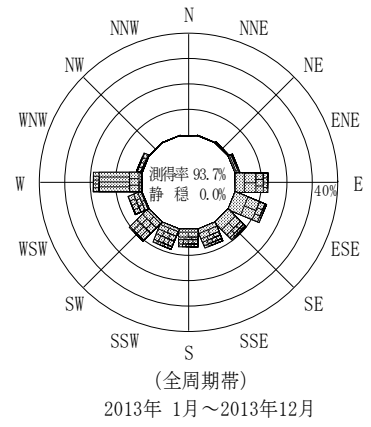 N
NNW NNE
NW NE
WNW ENE
測得率 93.7%
静 穏 0.0%
W 40% E
WSW ESE
SW SE
SSW SSE
S
(全周期帯)
2013年 1月～2013年12月